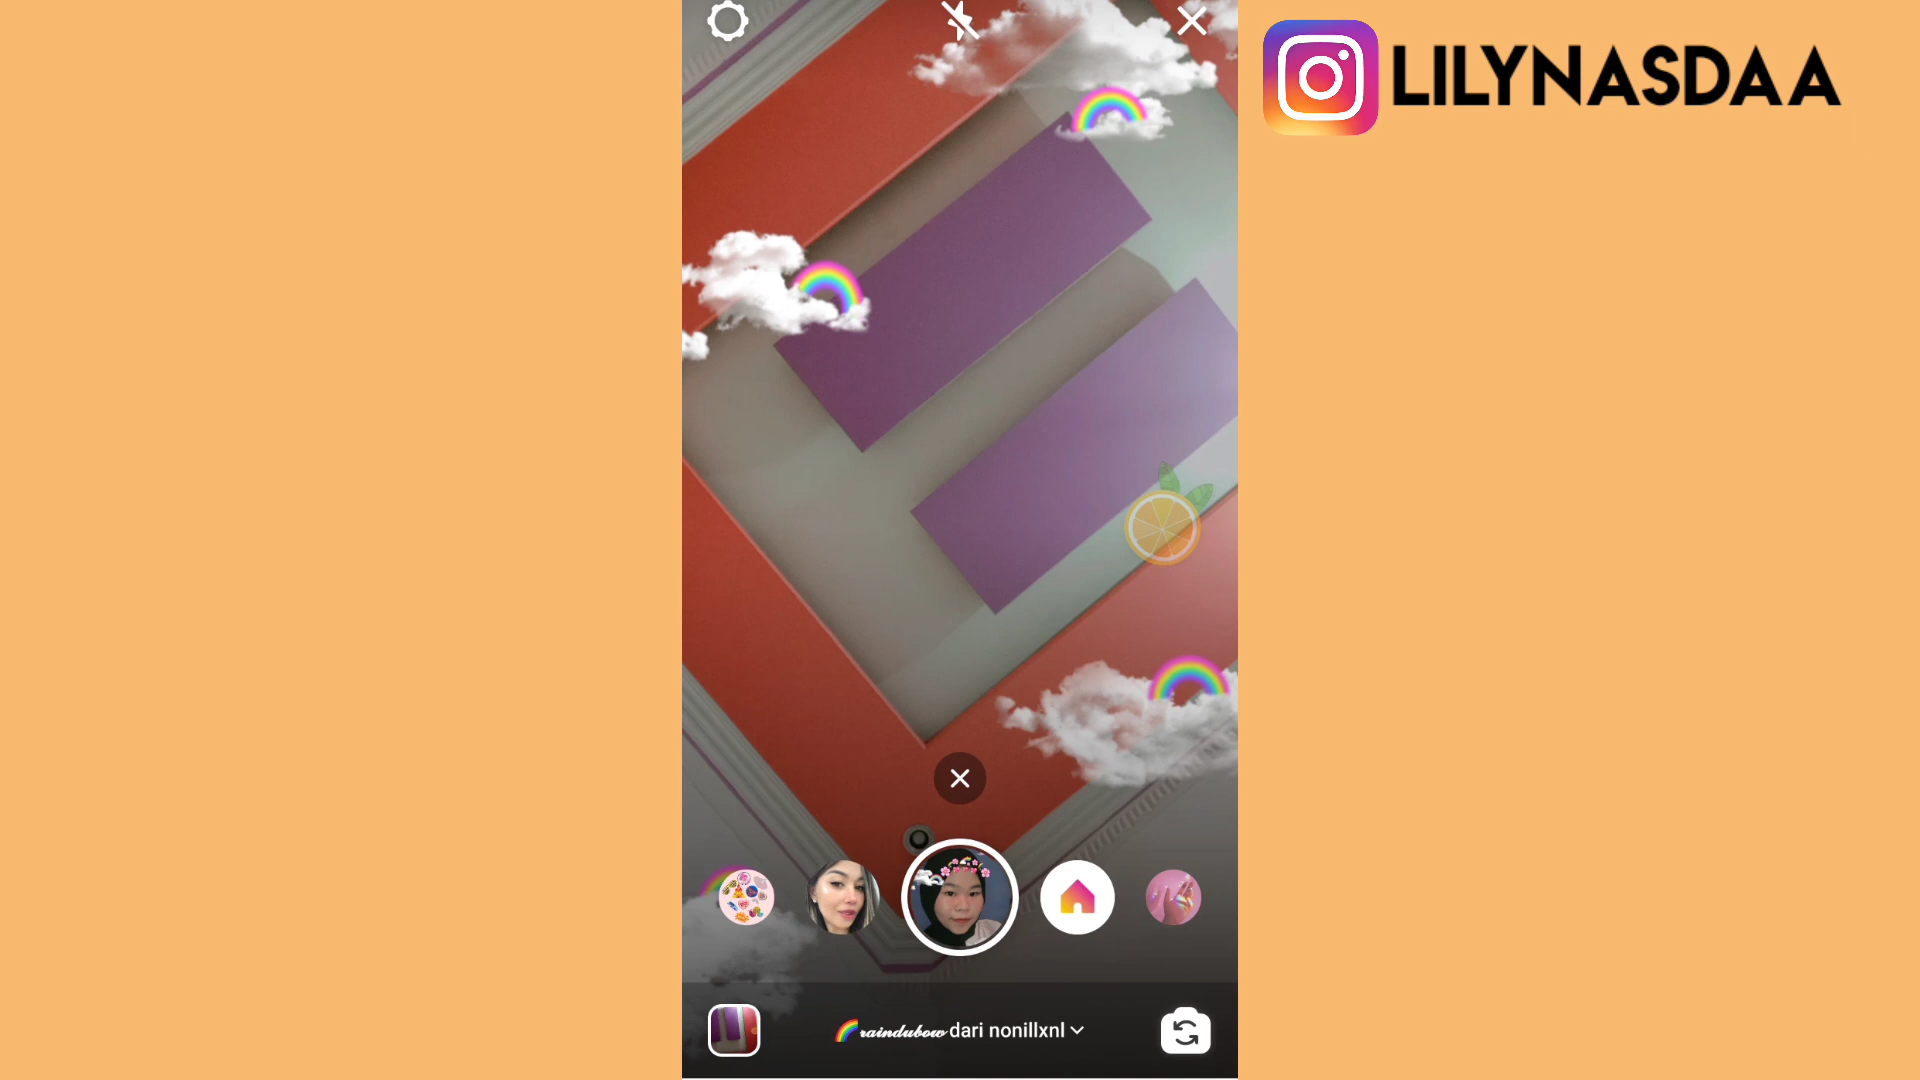 LILYNASDAA
🌈 𝓻𝓪𝓲𝓷𝓭𝓾𝓫𝓸𝔀 dari nonillxnl